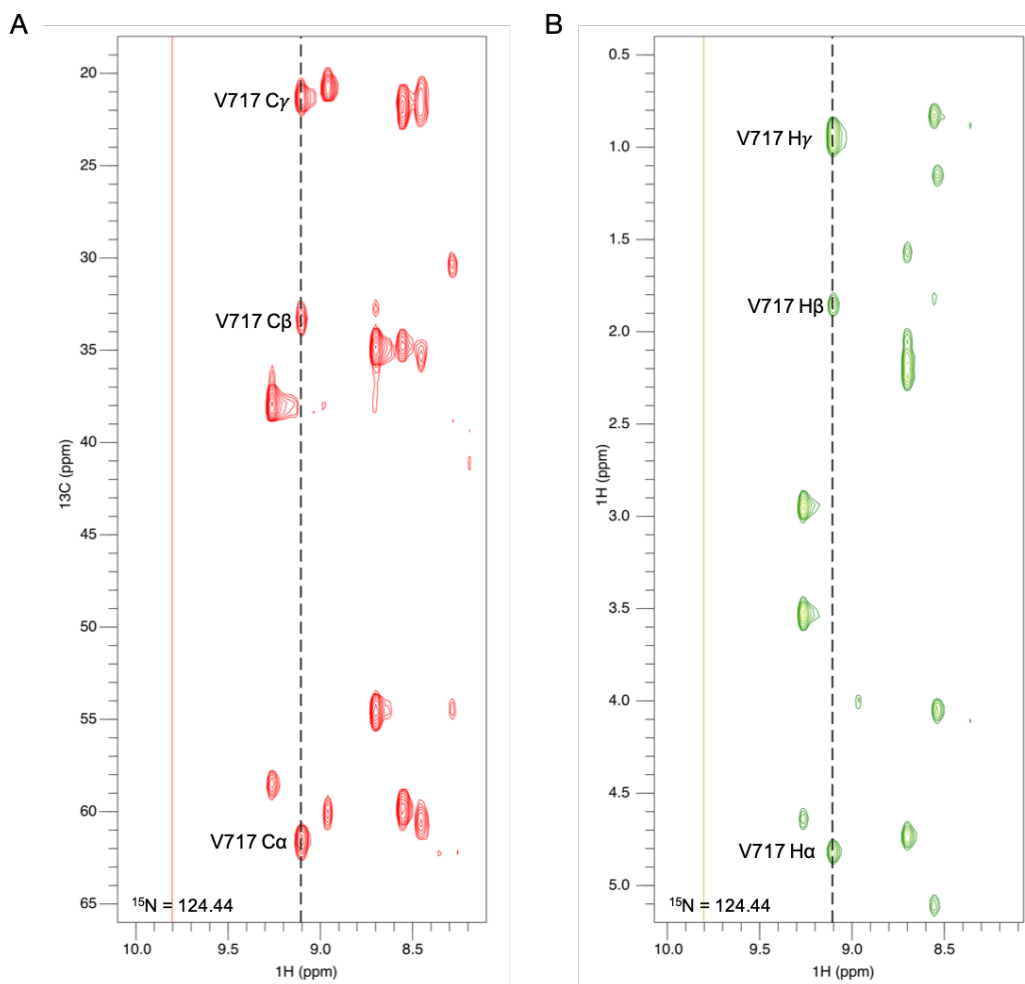 A
20
25
30
35
40
45
50
55
60
65
13C (ppm)
V717 Cγ
V717 Cβ
V717 Cα
¹⁵N = 124.44
10.0 9.5 9.0 8.5
1H (ppm)
B
0.5
1.0
1.5
2.0
2.5
3.0
3.5
4.0
4.5
5.0
1H (ppm)
V717 Hγ
V717 Hβ
V717 Hα
¹⁵N = 124.44
10.0 9.5 9.0 8.5
1H (ppm)